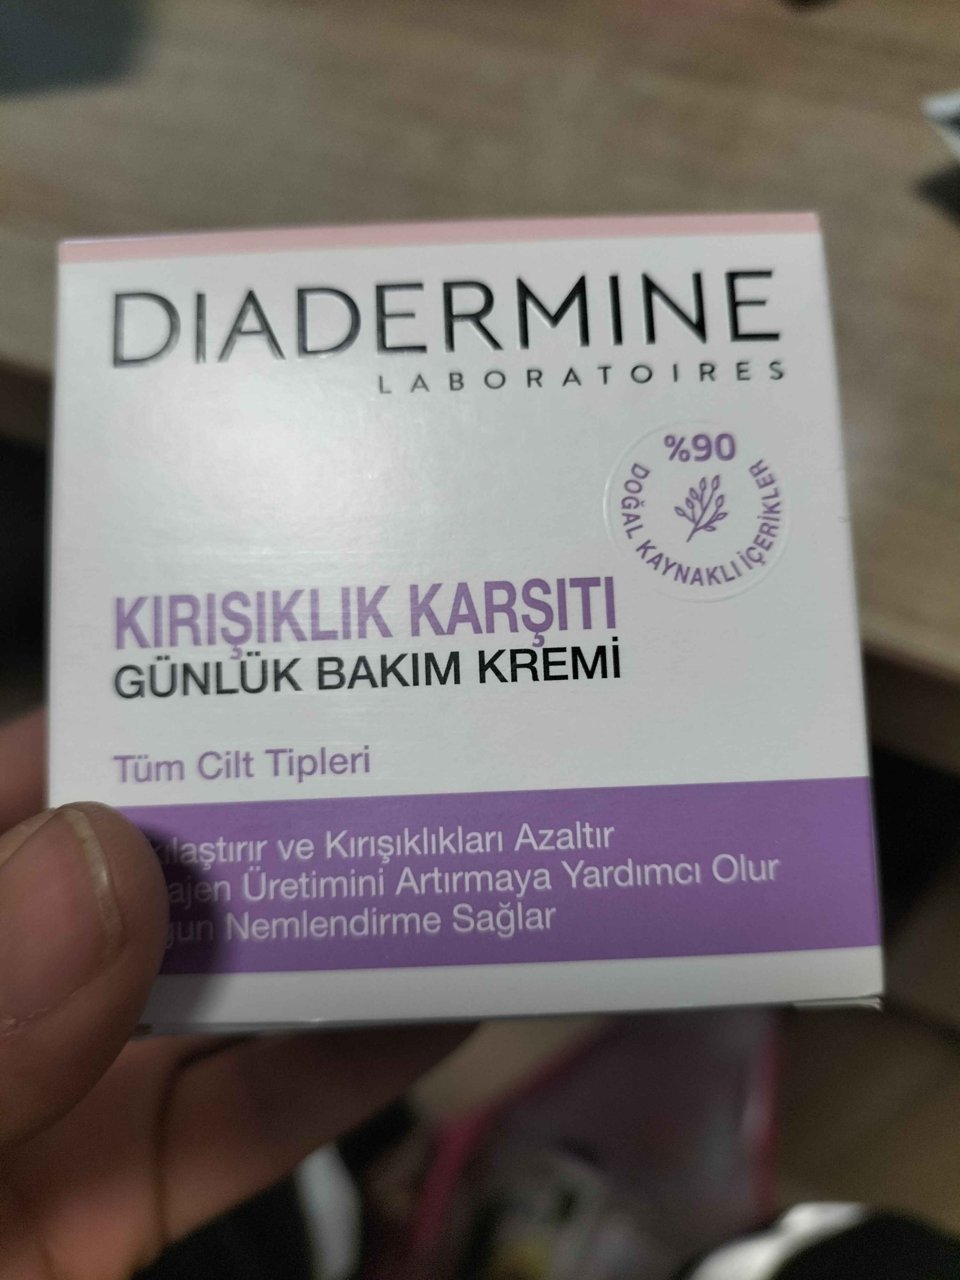 DIADERMINE
LABORATOIRES
%90
DOĞAL KAYNAKLI İÇERİKLER
KIRIŞIKLIK KARŞITI
GÜNLÜK BAKIM KREMİ
Tüm Cilt Tipleri
ve Kırışıklıkları Azaltır
Üretimini Artırmaya Yardımcı Olur
Nemlendirme Sağlar